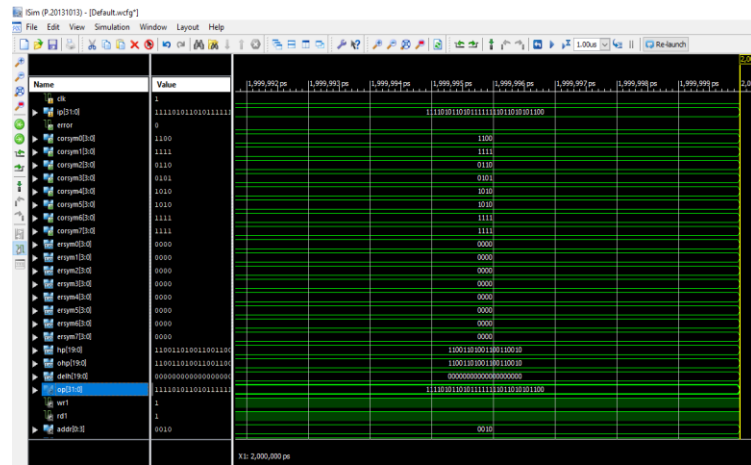 ISim (P.20131013) - [Default.wcfg*]
File Edit View Simulation Window Layout Help
1.00us Re-launch
2,0
1,999,992 ps 1,999,993 ps 1,999,994 ps 1,999,995 ps 1,999,996 ps 1,999,997 ps 1,999,998 ps 1,999,999 ps 2,0
Name Value
clk 1
ip[31:0]
error 0
corsym0[3:0] 1100 1100
corsym1[3:0] 1111 1111
corsym2[3:0] 0110 0110
corsym3[3:0] 0101 0101
corsym4[3:0] 1010 1010
corsym5[3:0] 1010 1010
corsym6[3:0] 1111 1111
corsym7[3:0] 1111 1111
ersym0[3:0] 0000 0000
ersym1[3:0] 0000 0000
ersym2[3:0] 0000 0000
ersym3[3:0] 0000 0000
ersym4[3:0] 0000 0000
ersym5[3:0] 0000 0000
ersym6[3:0] 0000 0000
ersym7[3:0] 0000 0000
hp[19:0] 11001101001100110010
ohp[19:0] 11001101001100110010
delh[19:0] 00000000000000000000
op[31:0]
wr1 1
rd1 1
addr[0:3] 0010 0010
X1: 2,000,000 ps